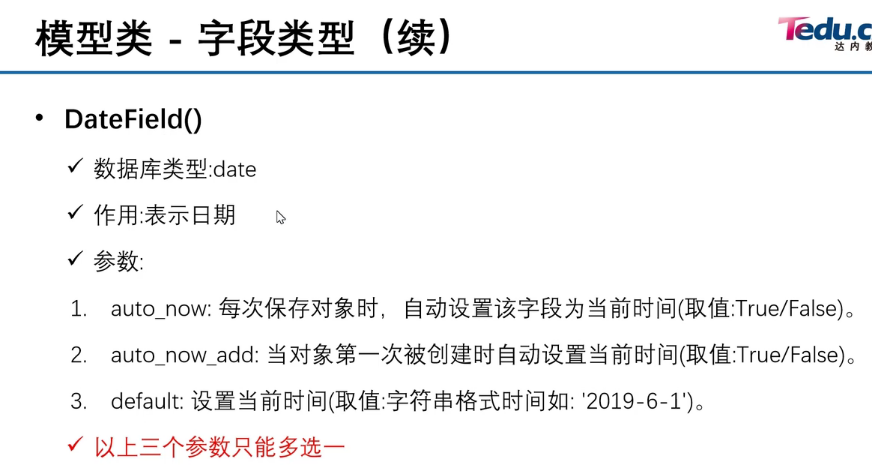 模型类 - 字段类型（续）
Tedu.c
达内教
• DateField()
✓ 数据库类型:date
✓ 作用:表示日期
✓ 参数:
1. auto_now: 每次保存对象时，自动设置该字段为当前时间(取值:True/False)。
2. auto_now_add: 当对象第一次被创建时自动设置当前时间(取值:True/False)。
3. default: 设置当前时间(取值:字符串格式时间如: '2019-6-1')。
✓ 以上三个参数只能多选一